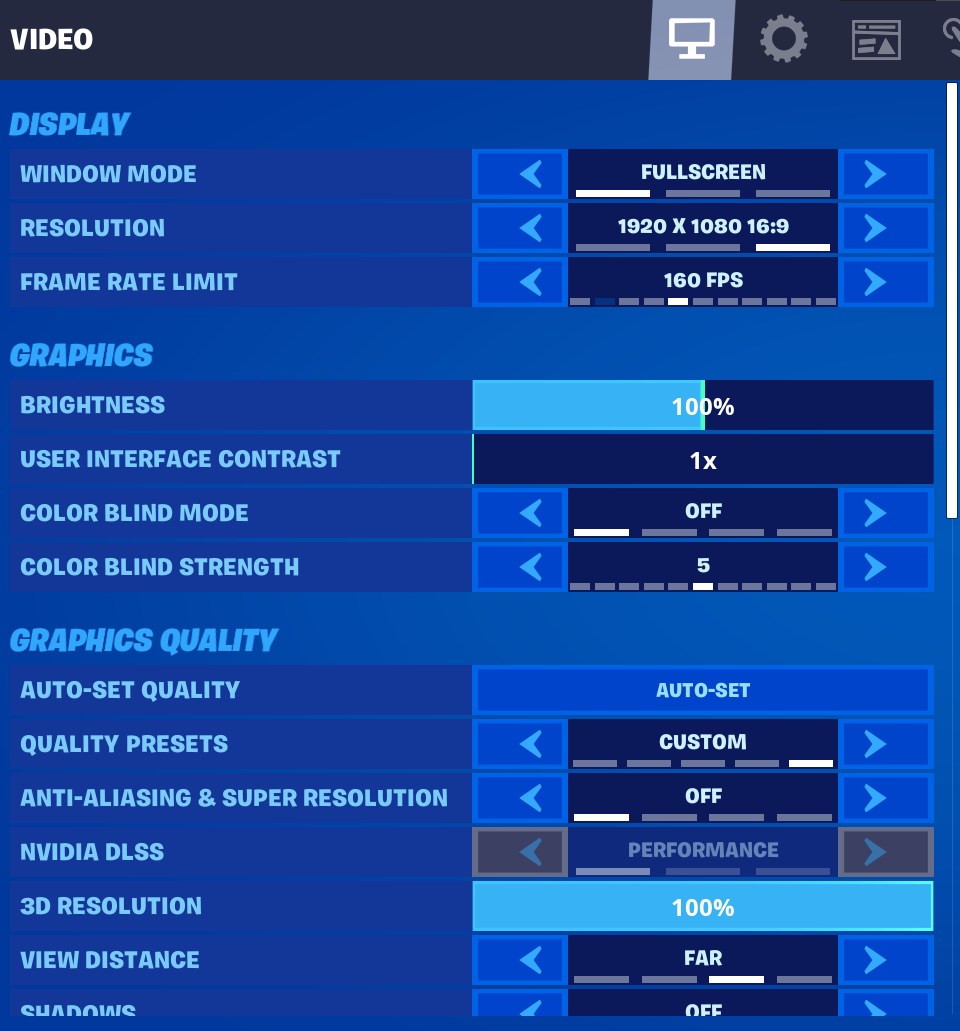 VIDEO
DISPLAY
WINDOW MODE FULLSCREEN
RESOLUTION 1920 X 1080 16:9
FRAME RATE LIMIT 160 FPS
GRAPHICS
BRIGHTNESS 100%
USER INTERFACE CONTRAST 1x
COLOR BLIND MODE OFF
COLOR BLIND STRENGTH 5
GRAPHICS QUALITY
AUTO-SET QUALITY AUTO-SET
QUALITY PRESETS CUSTOM
ANTI-ALIASING & SUPER RESOLUTION OFF
NVIDIA DLSS PERFORMANCE
3D RESOLUTION 100%
VIEW DISTANCE FAR
SHADOWS OFF